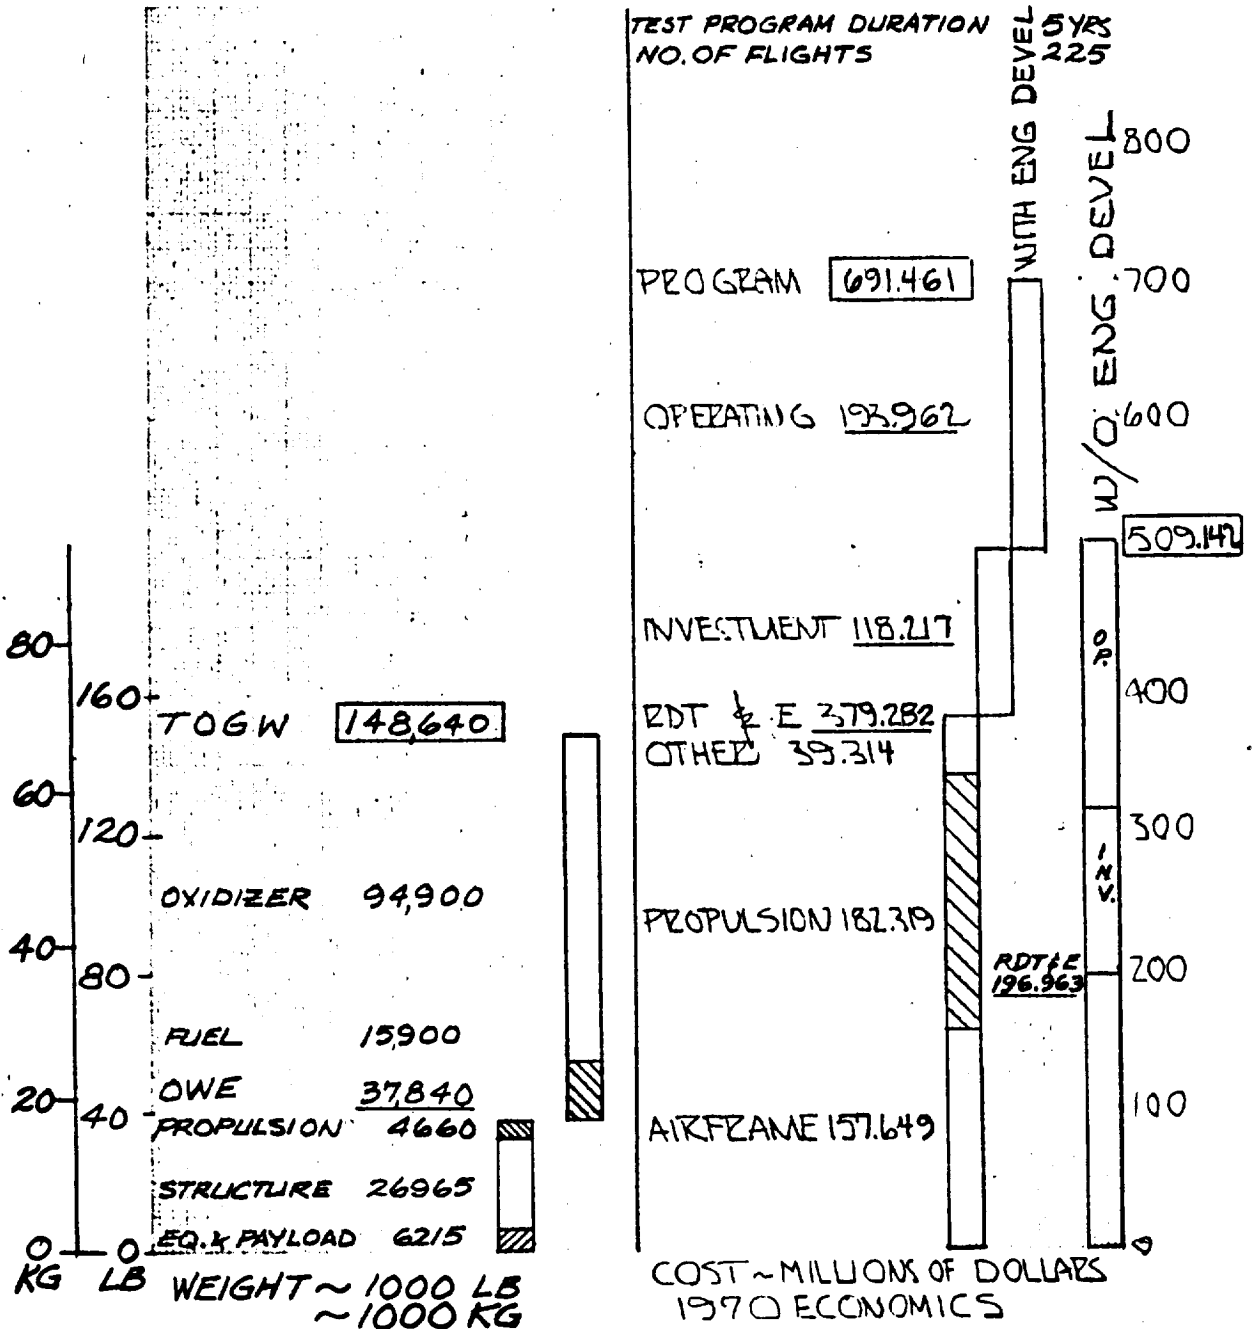 TEST PROGRAM DURATION 5 YRS
NO. OF FLIGHTS 225
WITH ENG DEVEL
W/O ENG DEVEL
800
PROGRAM 691.461
700
OPERATING 193.962
600
509.142
INVESTMENT 118.217
OP.
80
160
TOGW 148,640
RDT & E 379.282
400
OTHER 39.314
60
120
300
INV.
OXIDIZER 94,900
PROPULSION 182.319
40
80
RDT&E
196.963
200
FUEL 15,900
OWE 37,840
20
40
100
PROPULSION 4660
AIRFRAME 157.649
STRUCTURE 26965
EQ. & PAYLOAD 6215
0
0
0
KG LB WEIGHT ~ 1000 LB
~ 1000 KG
COST ~ MILLIONS OF DOLLARS
1970 ECONOMICS